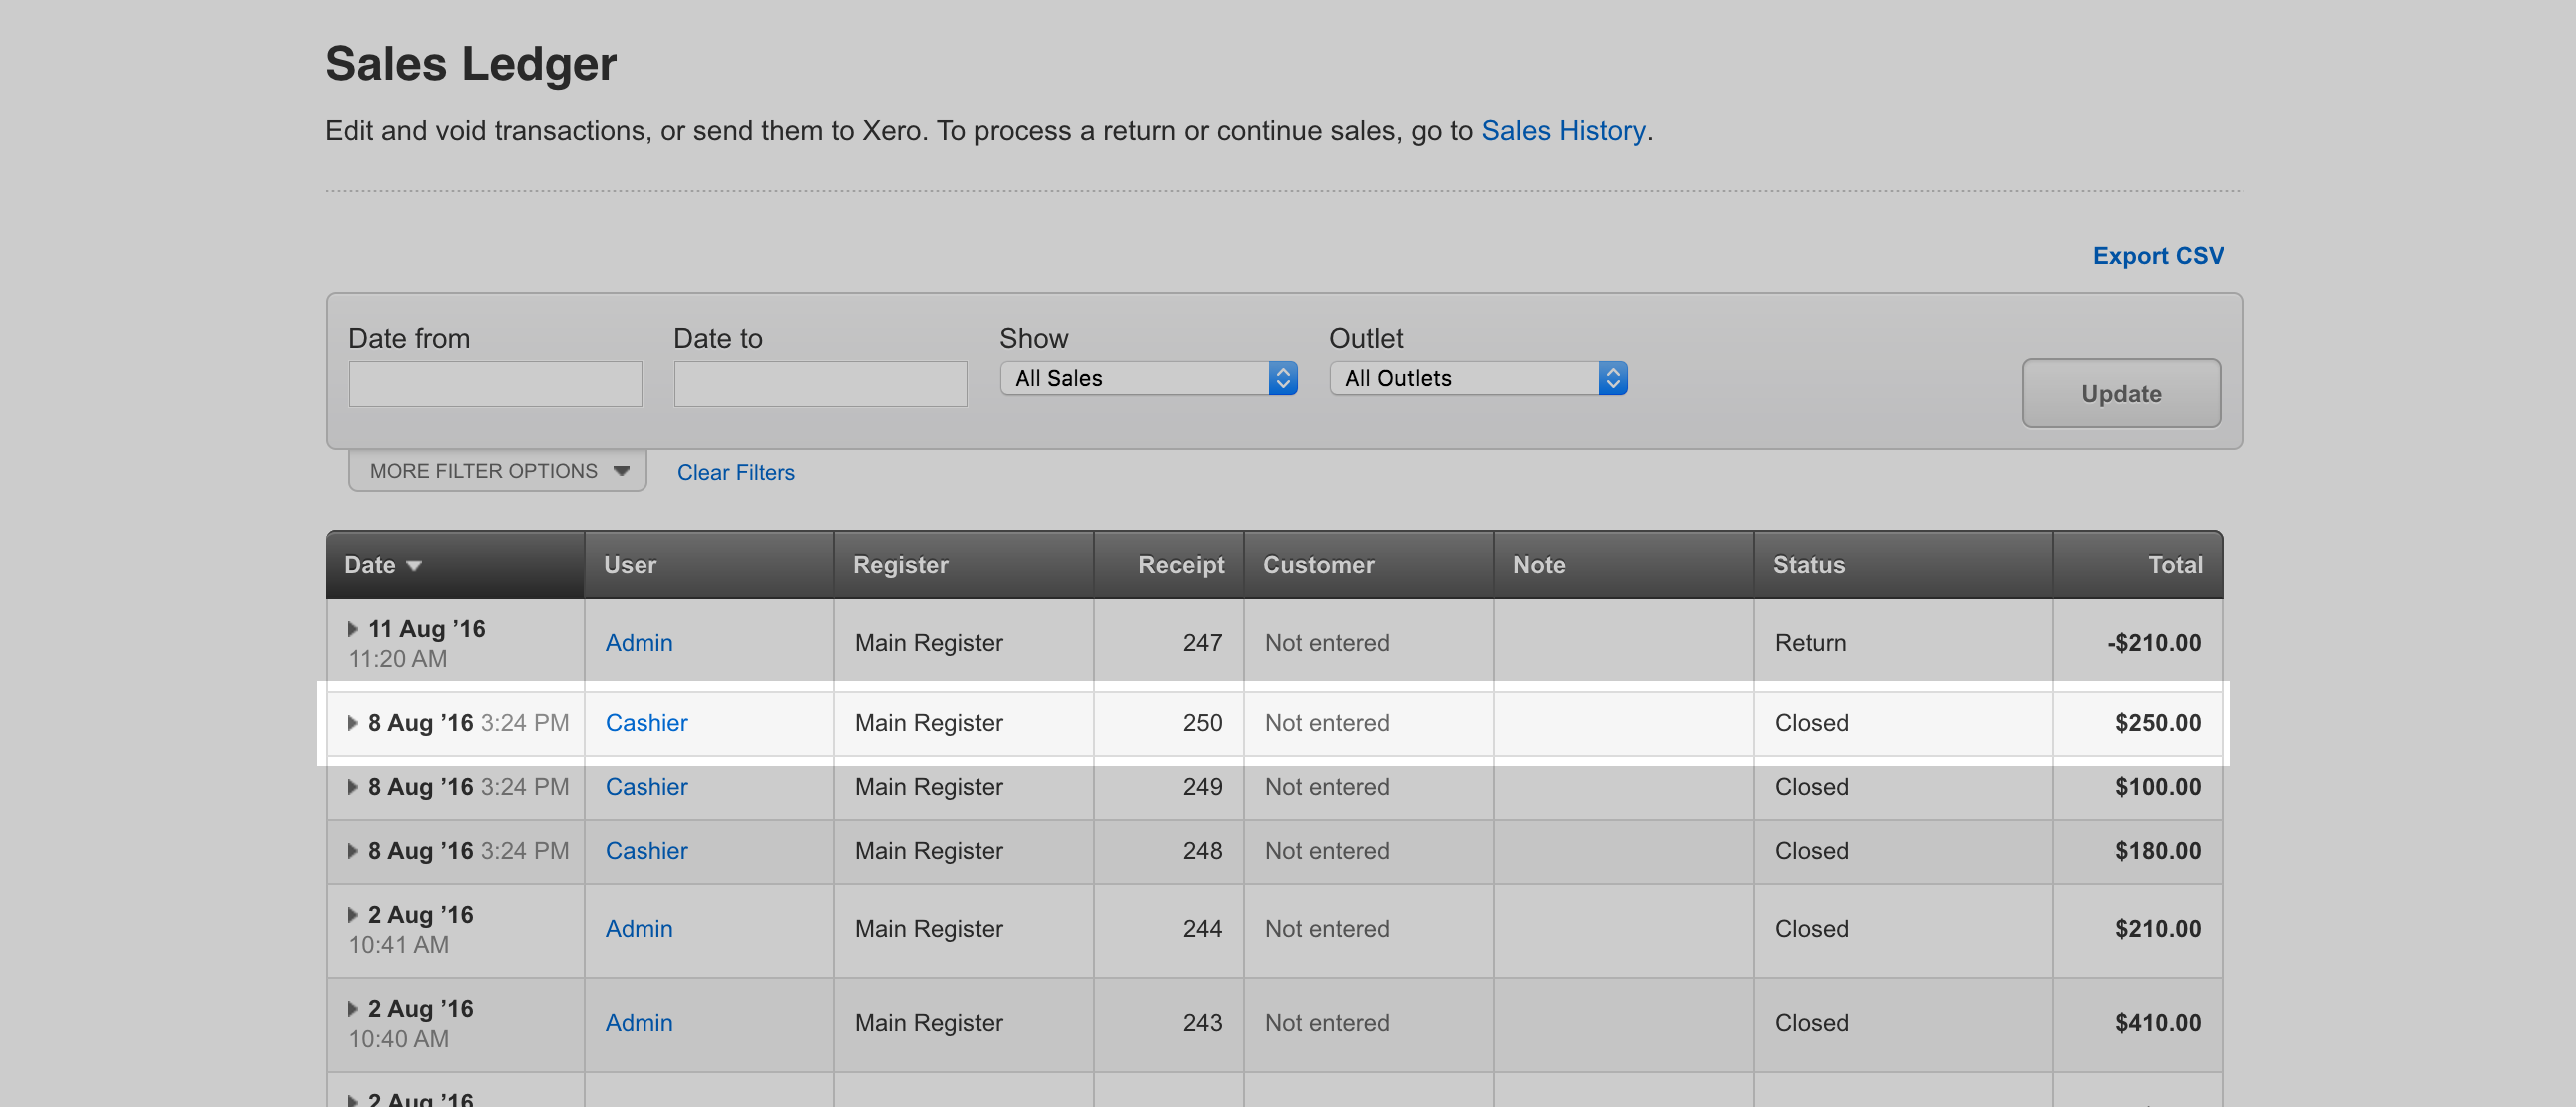 Sales Ledger
Edit and void transactions, or send them to Xero. To process a return or continue sales, go to Sales History.
Export CSV
Date from Date to Show Outlet
All Sales All Outlets
Update
MORE FILTER OPTIONS Clear Filters
Date User Register Receipt Customer Note Status Total
11 Aug ’16
11:20 AM Admin Main Register 247 Not entered Return -$210.00
8 Aug ’16 3:24 PM Cashier Main Register 250 Not entered Closed $250.00
8 Aug ’16 3:24 PM Cashier Main Register 249 Not entered Closed $100.00
8 Aug ’16 3:24 PM Cashier Main Register 248 Not entered Closed $180.00
2 Aug ’16
10:41 AM Admin Main Register 244 Not entered Closed $210.00
2 Aug ’16
10:40 AM Admin Main Register 243 Not entered Closed $410.00
2 Aug ’16